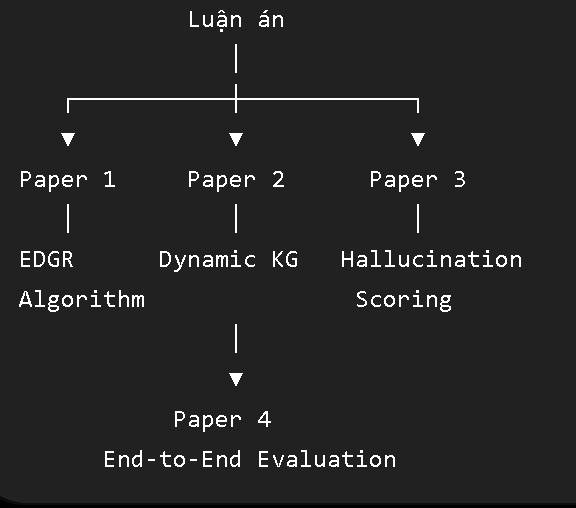 Luận án
Paper 1 Paper 2 Paper 3
EDGR Dynamic KG Hallucination
Algorithm Scoring
Paper 4
End-to-End Evaluation